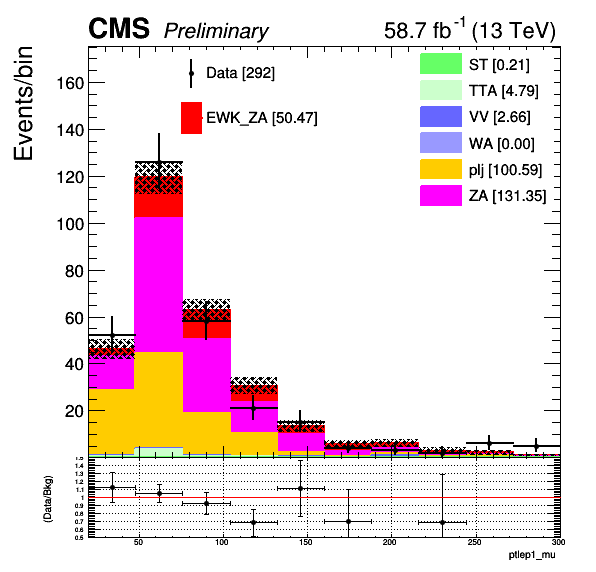 CMS Preliminary 58.7 fb⁻¹ (13 TeV)
Events/bin
Data [292]
EWK_ZA [50.47]
ST [0.21]
TTA [4.79]
VV [2.66]
WA [0.00]
plj [100.59]
ZA [131.35]
160
140
120
100
80
60
40
20
(Data/Bkg)
1.5
1.4
1.3
1.2
1.1
1
0.9
0.8
0.7
0.6
0.5
50 100 150 200 250 300
ptlep1_mu